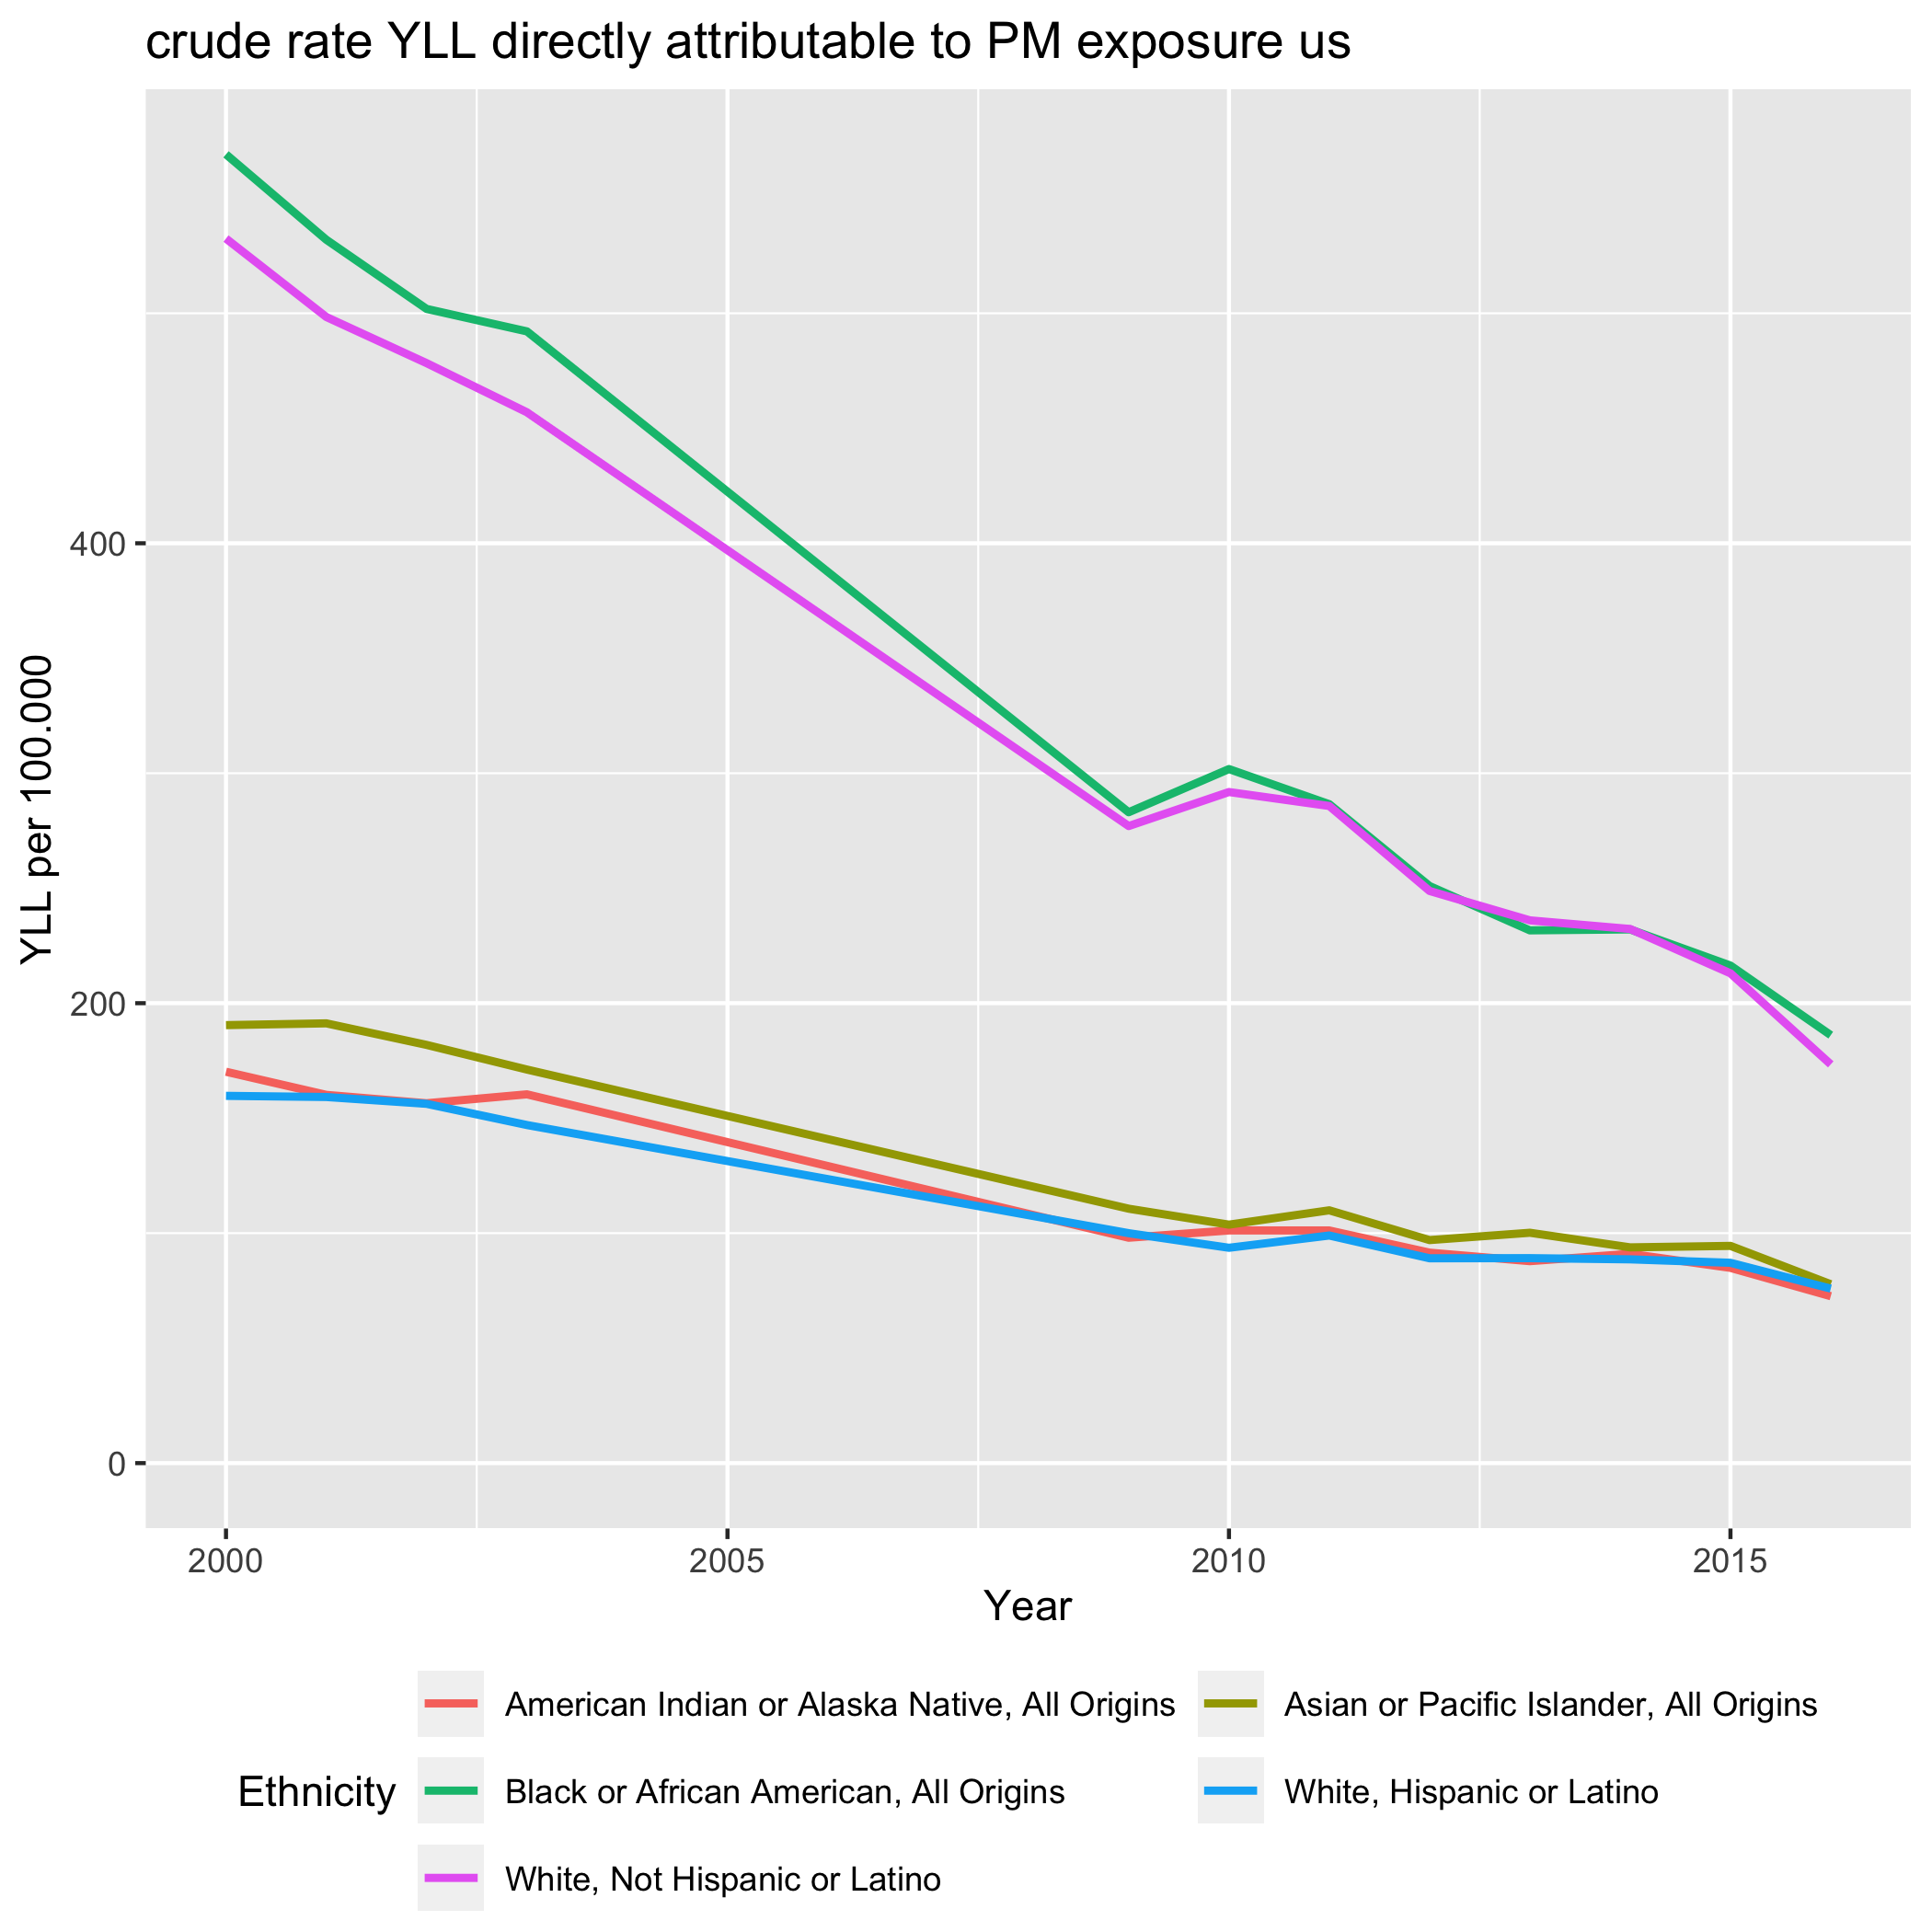 crude rate YLL directly attributable to PM exposure us
YLL per 100.000
400
200
0
2000 2005 2010 2015
Year
Ethnicity
American Indian or Alaska Native, All Origins
Asian or Pacific Islander, All Origins
Black or African American, All Origins
White, Hispanic or Latino
White, Not Hispanic or Latino